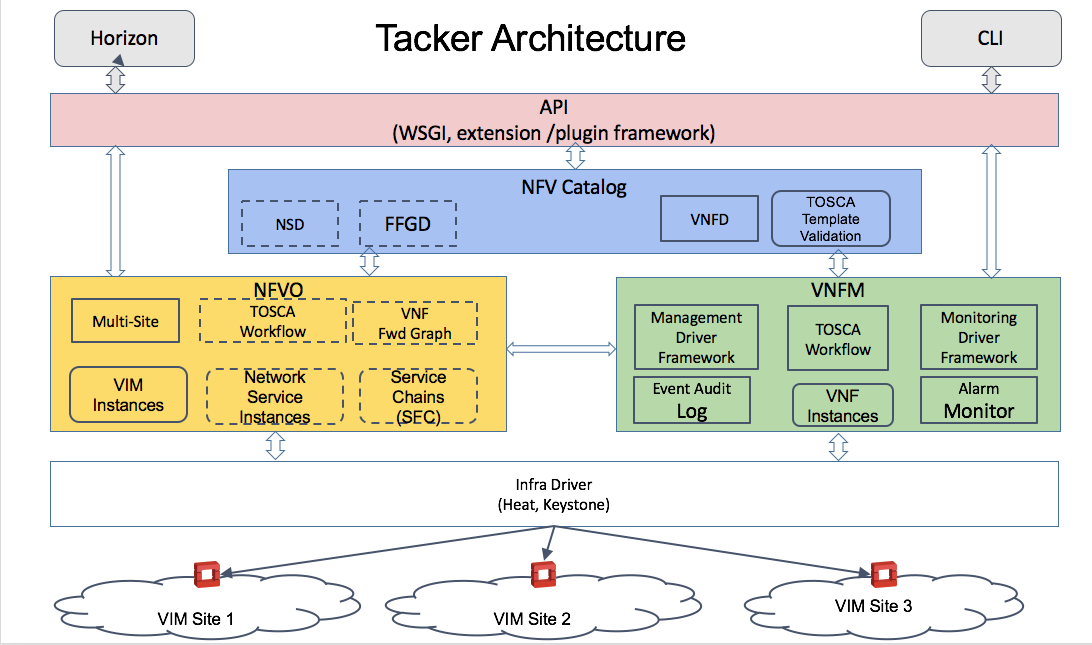 Horizon
Tacker Architecture
CLI
API
(WSGI, extension /plugin framework)
NFV Catalog
NSD
FFGD
VNFD
TOSCA
Template
Validation
NFVO
Multi-Site
TOSCA
Workflow
VNF
Fwd Graph
VIM
Instances
Network
Service
Instances
Service
Chains
(SEC)
VNFM
Management
Driver
Framework
TOSCA
Workflow
Monitoring
Driver
Framework
Event Audit
Log
VNF
Instances
Alarm
Monitor
Infra Driver
(Heat, Keystone)
VIM Site 1
VIM Site 2
VIM Site 3